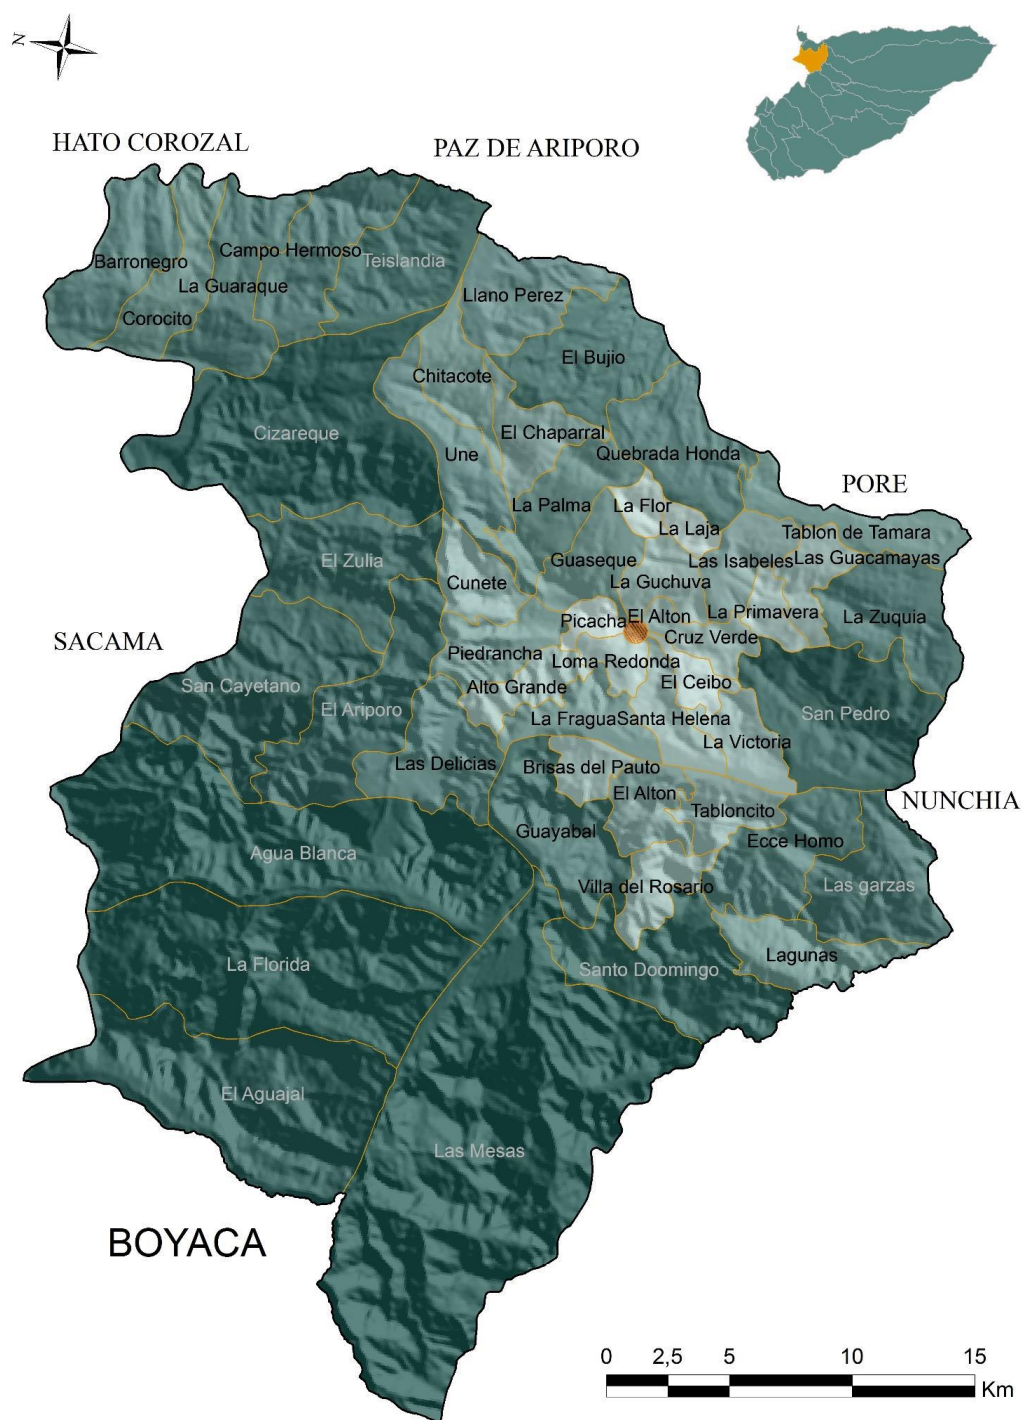 N
HATO COROZAL
PAZ DE ARIPORO
Barronegro
Campo Hermoso
Teislandia
La Guaraque
Corocito
Llano Perez
El Bujio
Chitacote
Cizareque
El Chaparral
Une
Quebrada Honda
PORE
La Palma
La Flor
La Laja
Tablon de Tamara
El Zulia
Guaseque
Las Isabeles
Las Guacamayas
Cunete
La Guchuva
Picacha
El Alton
La Primavera
La Zuquia
SACAMA
Cruz Verde
Piedrancha
Loma Redonda
San Cayetano
Alto Grande
El Ceibo
El Ariporo
La Fragua
Santa Helena
San Pedro
La Victoria
Las Delicias
Brisas del Pauto
El Alton
NUNCHIA
Tabloncito
Guayabal
Ecce Homo
Agua Blanca
Villa del Rosario
Las garzas
Lagunas
La Florida
Santo Doomingo
El Aguajal
Las Mesas
BOYACA
0 2,5 5 10 15
Km